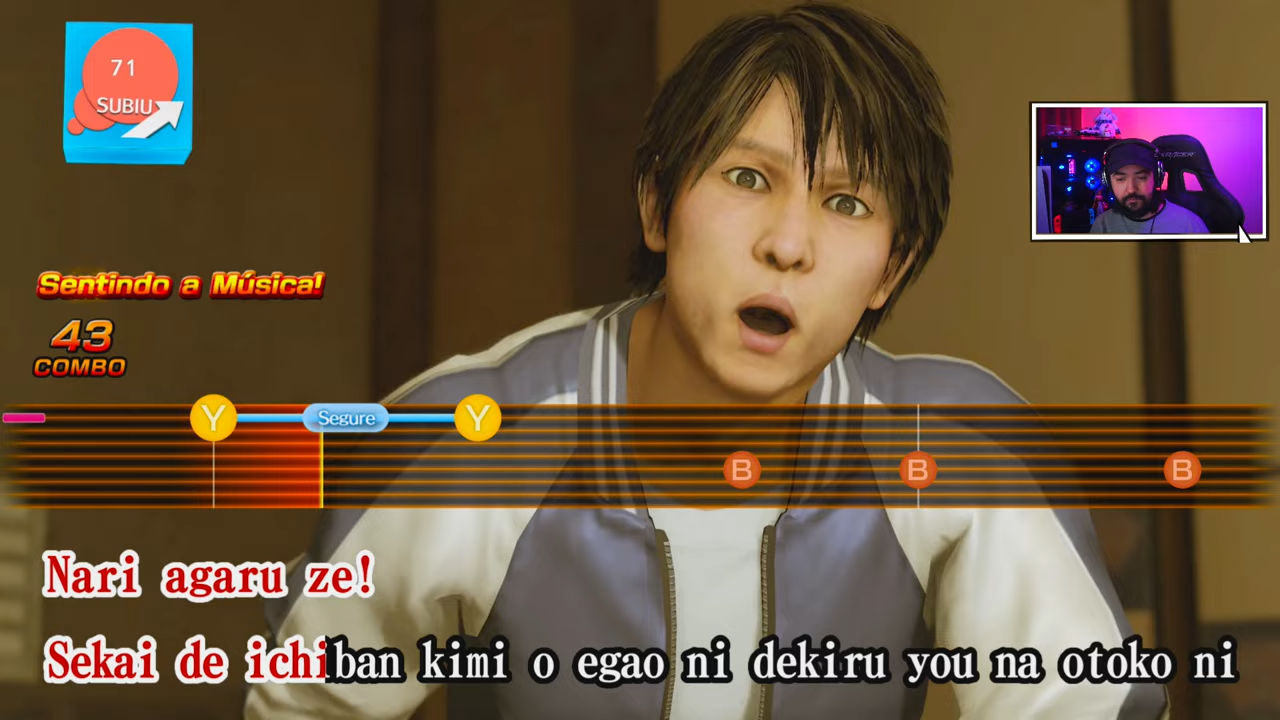 71
SUBIU
Sentindo a Música!
43
COMBO
Y Segure Y
B B B
Nari agaru ze!
Sekai de ichiban kimi o egao ni dekiru you na otoko ni